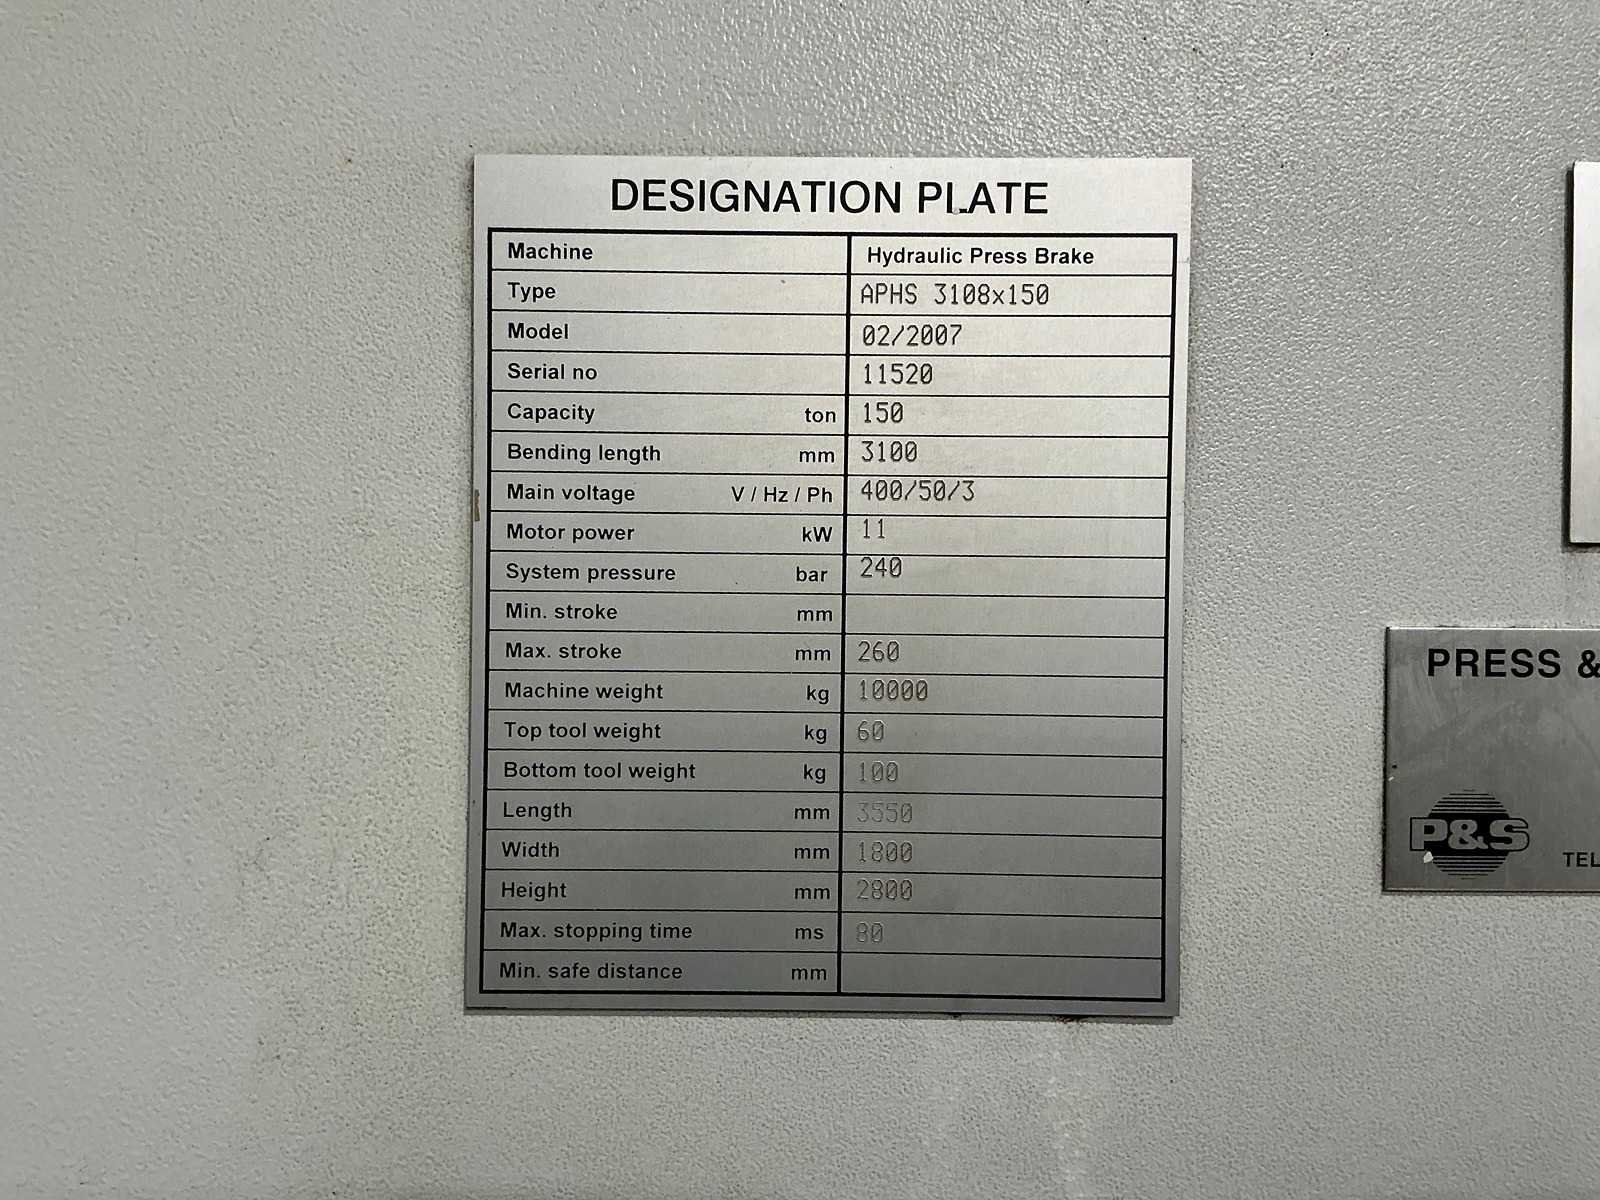 DESIGNATION PLATE
Machine Hydraulic Press Brake
Type APHS 3108x150
Model 02/2007
Serial no 11520
Capacity ton 150
Bending length mm 3100
Main voltage V / Hz / Ph 400/50/3
Motor power kW 11
System pressure bar 240
Min. stroke mm
Max. stroke mm 260
Machine weight kg 10000
Top tool weight kg 60
Bottom tool weight kg 100
Length mm 3550
Width mm 1800
Height mm 2800
Max. stopping time ms 80
Min. safe distance mm
PRESS &
P&S
TEL